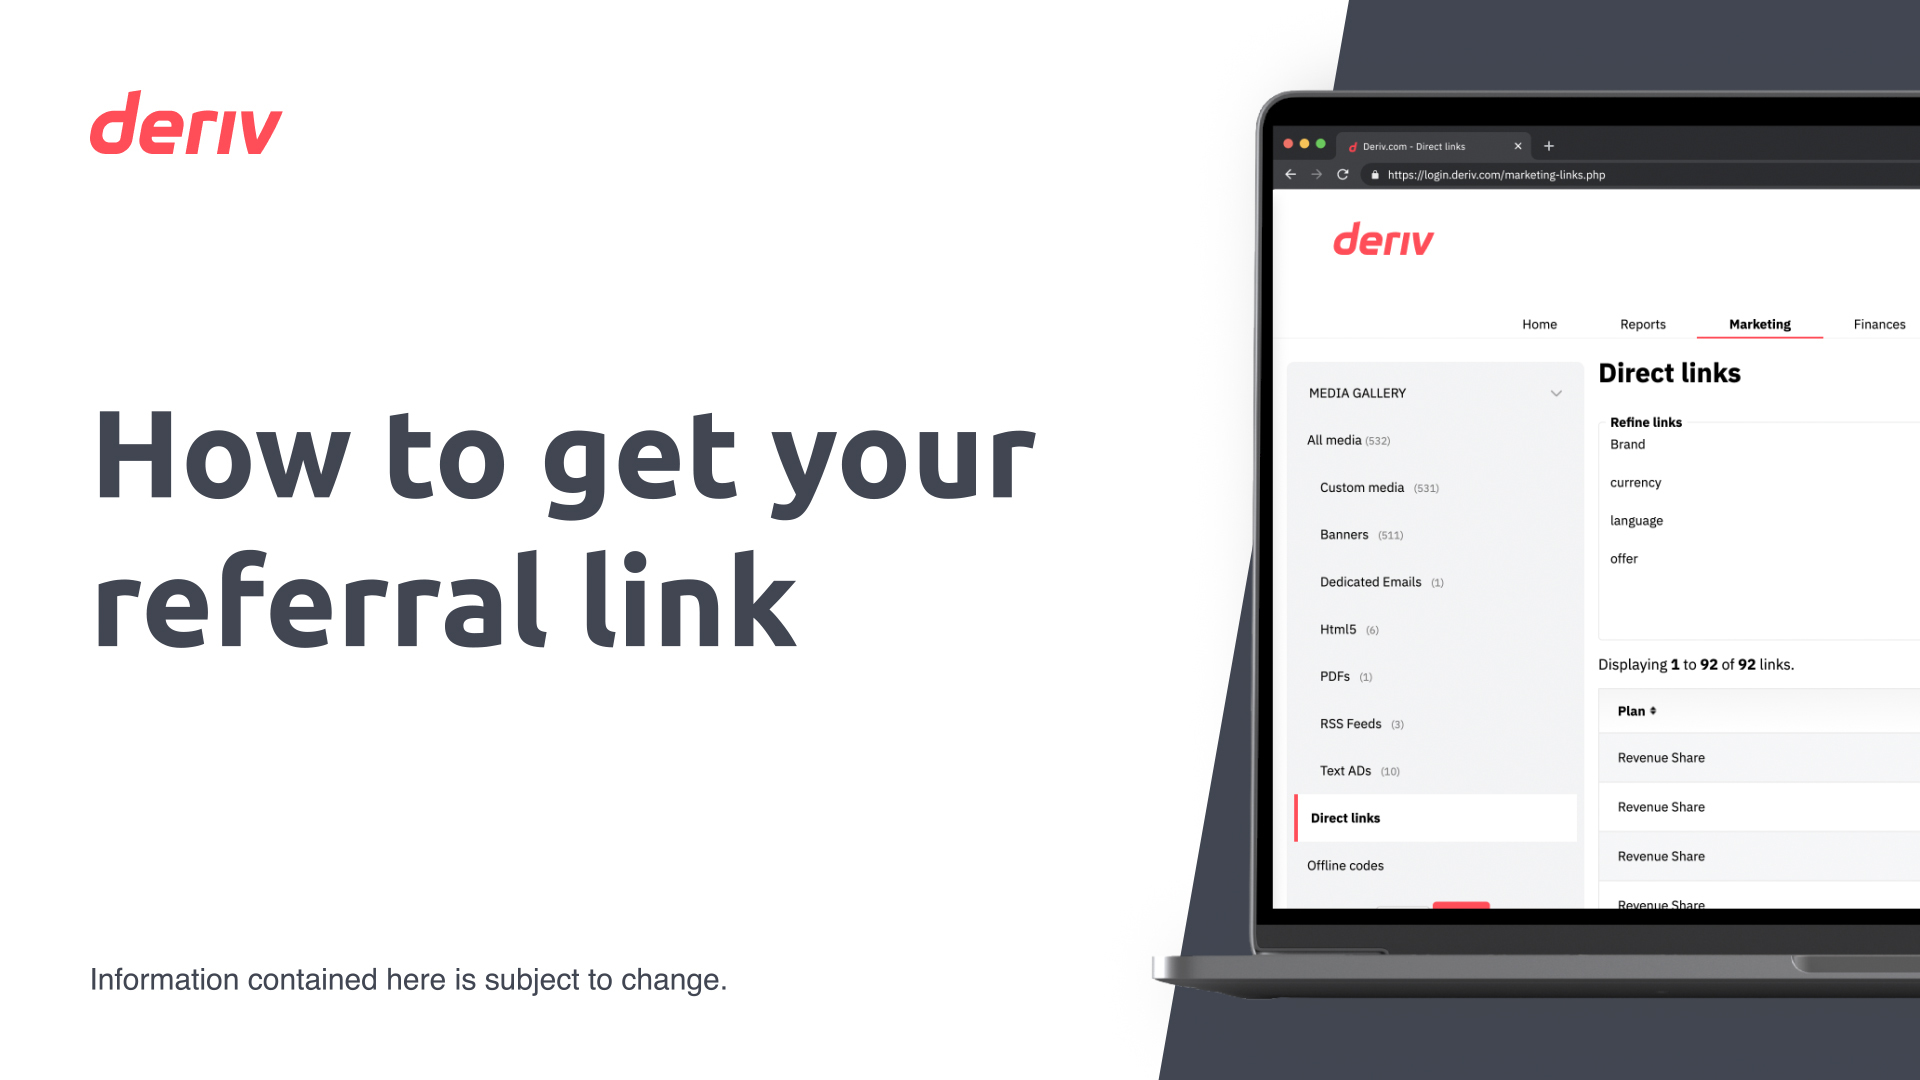 deriv
How to get your
referral link
Information contained here is subject to change.
Deriv.com - Direct links
https://login.deriv.com/marketing-links.php
deriv
Home Reports Marketing Finances
MEDIA GALLERY
All media (532)
Custom media (531)
Banners (511)
Dedicated Emails (1)
Html5 (6)
PDFs (1)
RSS Feeds (3)
Text ADs (10)
Direct links
Offline codes
Direct links
Refine links
Brand
currency
language
offer
Displaying 1 to 92 of 92 links.
Plan
Revenue Share
Revenue Share
Revenue Share
Revenue Share